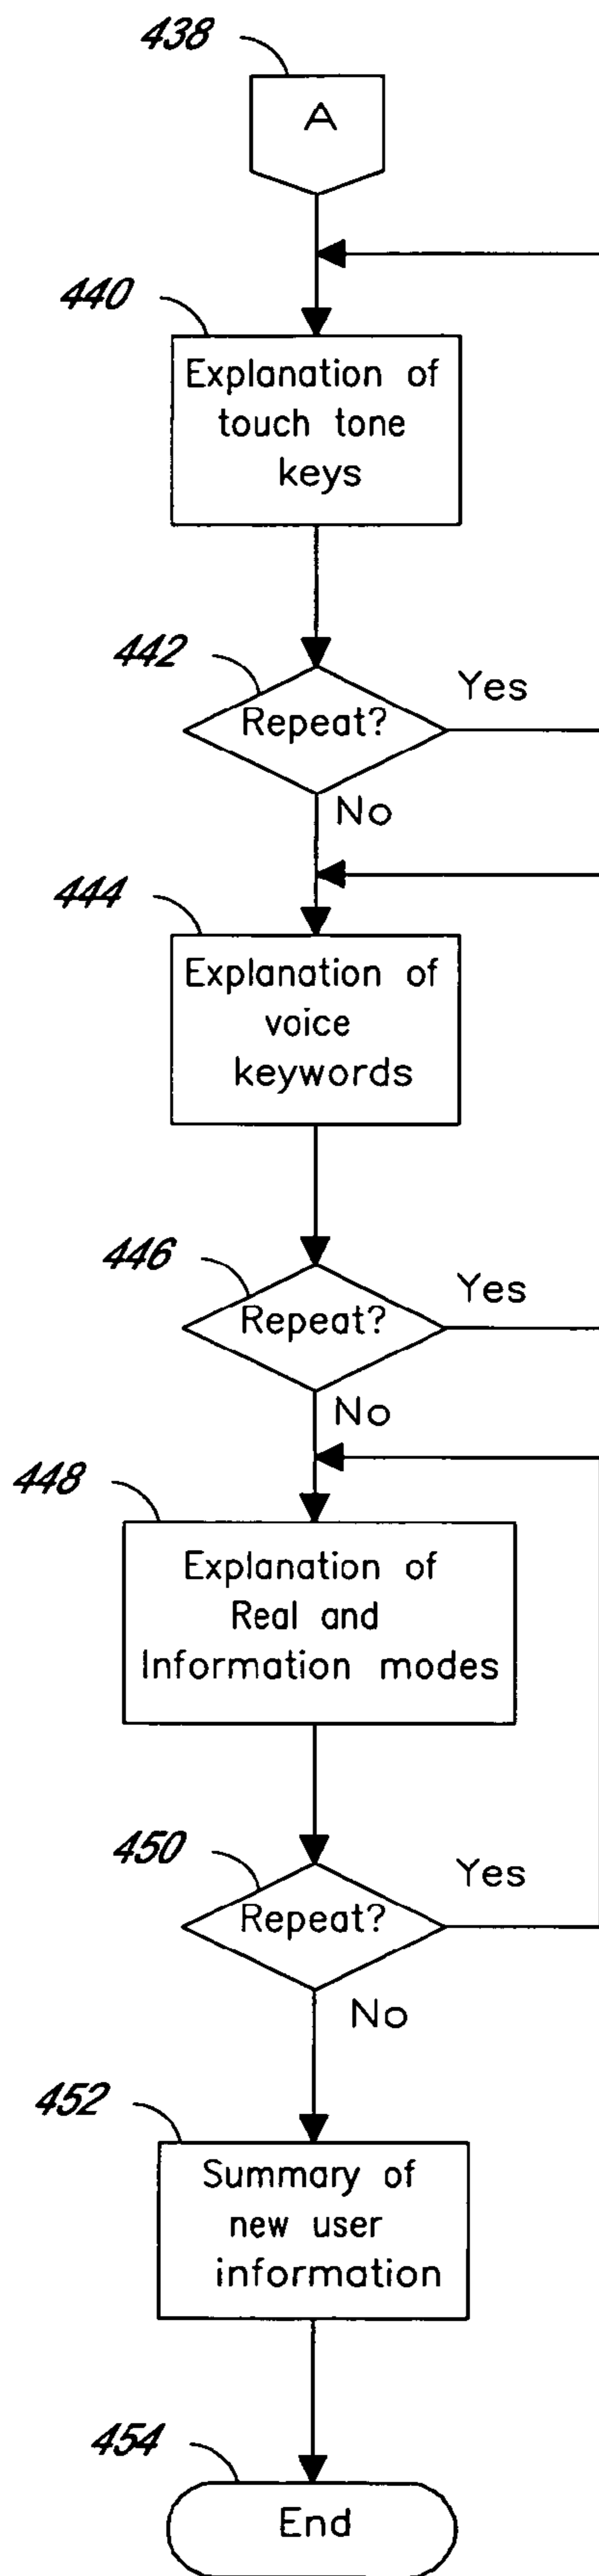 438
A
440
Explanation of
touch tone
keys
442
Repeat?
Yes
No
444
Explanation of
voice
keywords
446
Repeat?
Yes
No
448
Explanation of
Real and
Information modes
450
Repeat?
Yes
No
452
Summary of
new user
information
454
End